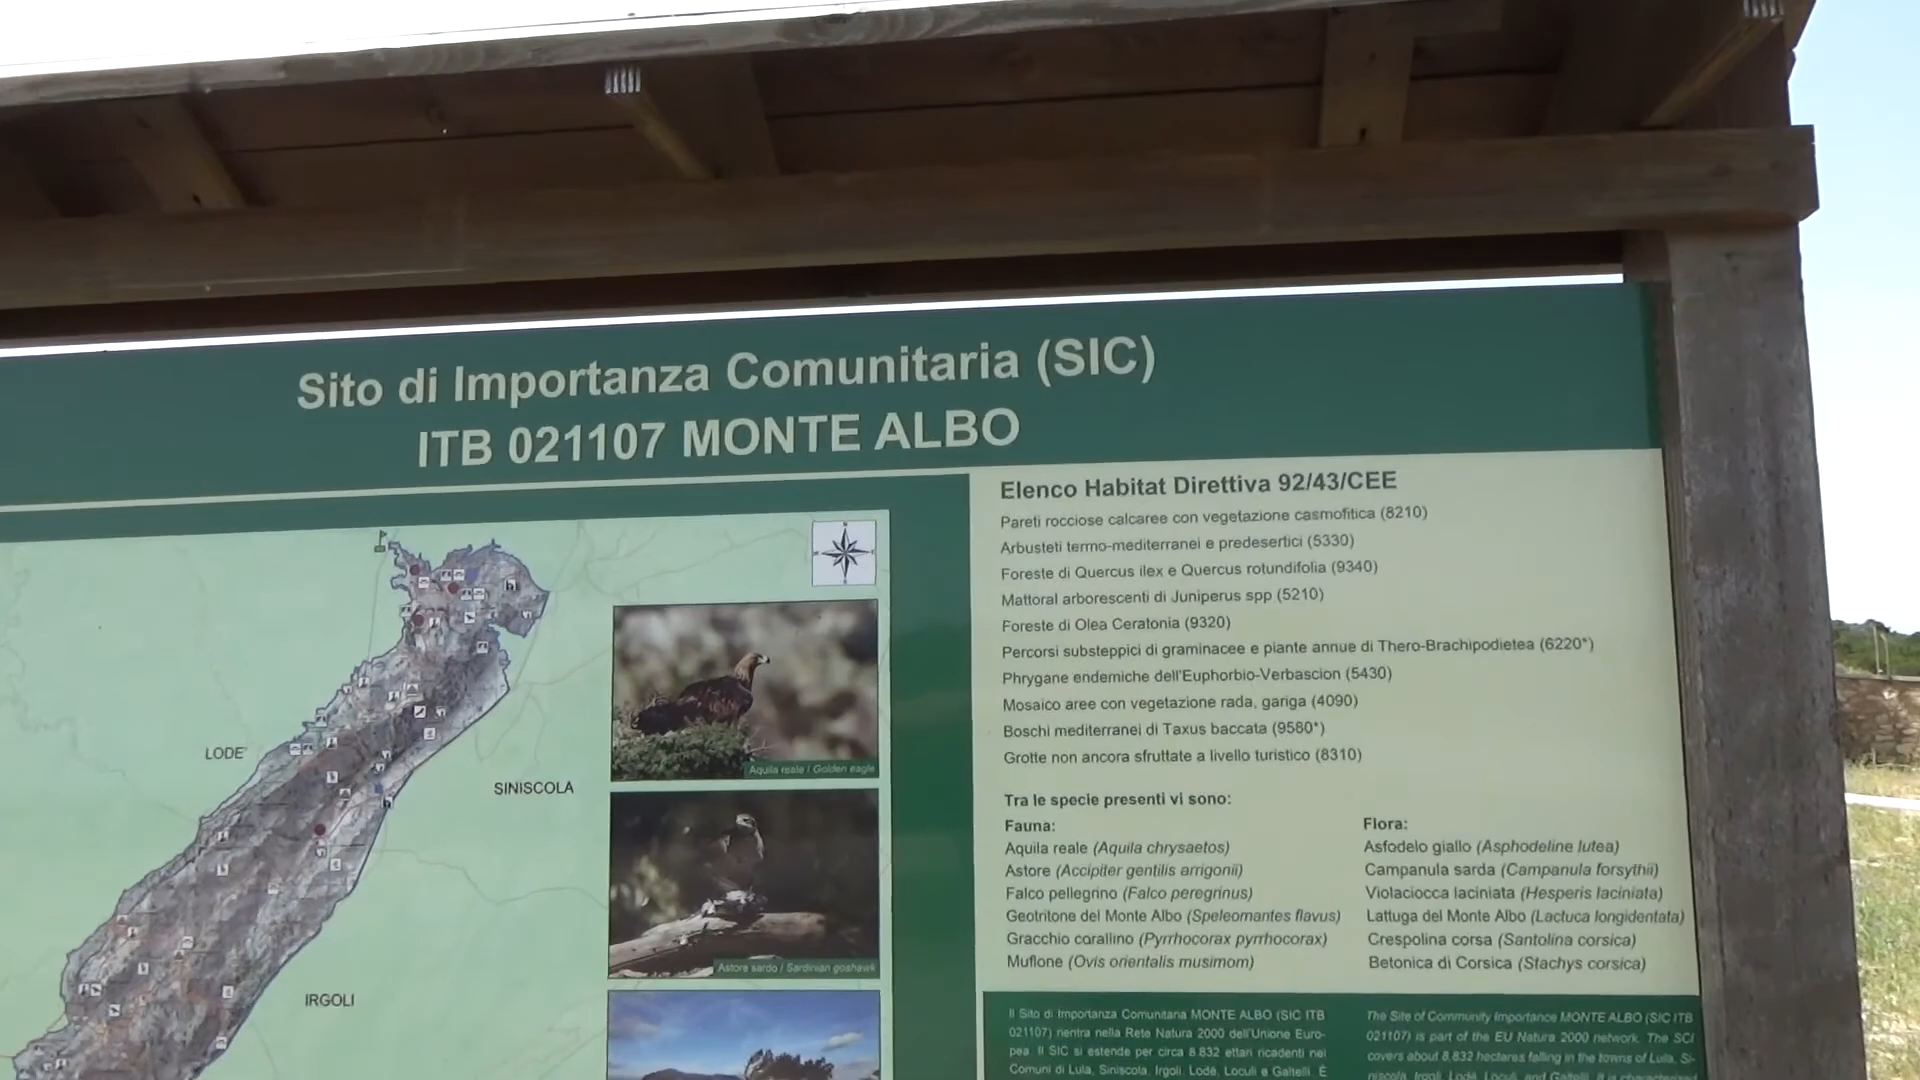 Sito di Importanza Comunitaria (SIC)
ITB 021107 MONTE ALBO
LODE'
SINISCOLA
IRGOLI
Aquila reale / Golden eagle
Astore sardo / Sardinian goshawk
Elenco Habitat Direttiva 92/43/CEE
Pareti rocciose calcaree con vegetazione casmofitica (8210)
Arbusteti termo-mediterranei e predesertici (5330)
Foreste di Quercus ilex e Quercus rotundifolia (9340)
Mattoral arborescenti di Juniperus spp (5210)
Foreste di Olea Ceratonia (9320)
Percorsi substeppici di graminacee e piante annue di Thero-Brachipodietea (6220*)
Phrygane endemiche dell'Euphorbio-Verbascion (5430)
Mosaico aree con vegetazione rada, gariga (4090)
Boschi mediterranei di Taxus baccata (9580*)
Grotte non ancora sfruttate a livello turistico (8310)
Tra le specie presenti vi sono:
Fauna:
Aquila reale (Aquila chrysaetos)
Astore (Accipiter gentilis arrigonii)
Falco pellegrino (Falco peregrinus)
Geotritone del Monte Albo (Speleomantes flavus)
Gracchio corallino (Pyrrhocorax pyrrhocorax)
Muflone (Ovis orientalis musimom)
Flora:
Asfodelo giallo (Asphodeline lutea)
Campanula sarda (Campanula forsythii)
Violaciocca laciniata (Hesperis laciniata)
Lattuga del Monte Albo (Lactuca longidentata)
Crespolina corsa (Santolina corsica)
Betonica di Corsica (Stachys corsica)
Il Sito di Importanza Comunitaria MONTE ALBO (SIC ITB
021107) rientra nella Rete Natura 2000 dell'Unione Euro-
pea. Il SIC si estende per circa 8.832 ettari ricadenti nei
Comuni di Lula, Siniscola, Irgoli, Lodè, Loculi e Galtellì. È
The Site of Community Importance MONTE ALBO (SIC ITB
021107) is part of the EU Natura 2000 network. The SCI
covers about 8,832 hectares falling in the towns of Lula, Si-
niscola, Irgoli, Lodè, Loculi, and Galtellì. It is characterised